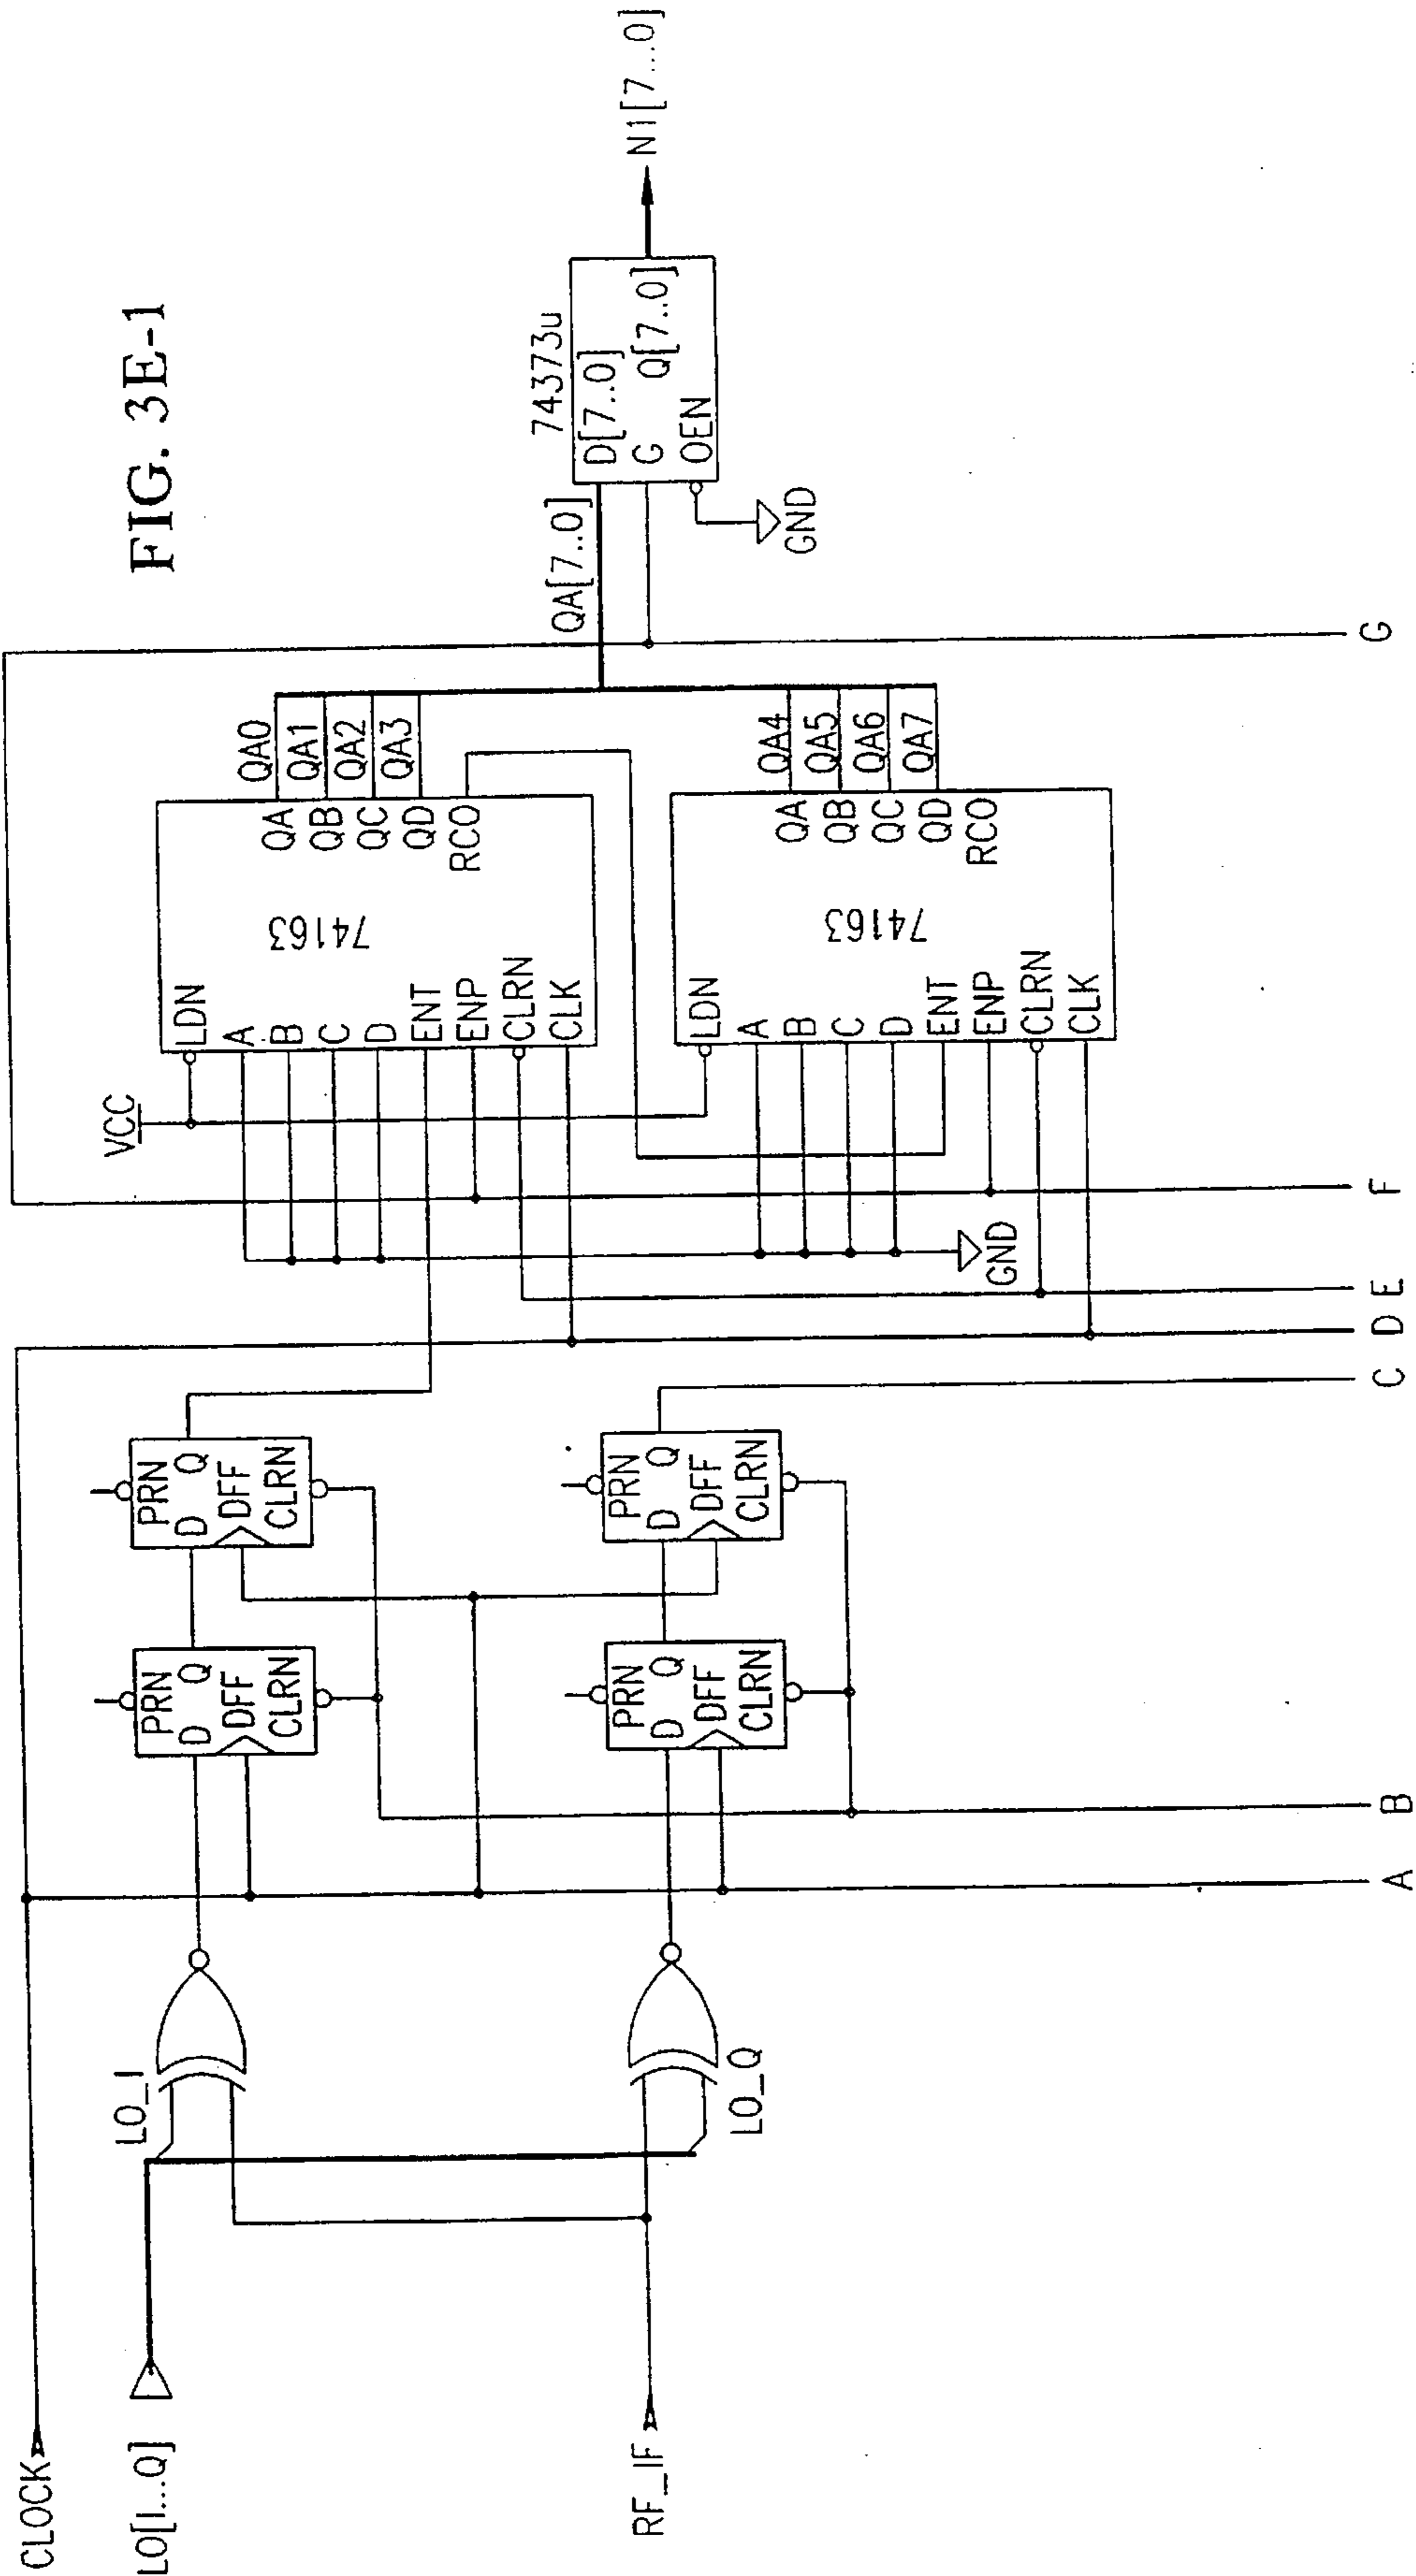 FIG. 3E-1
CLOCK
LO[I...Q]
RF_IF
LO_I
LO_Q
PRN
D Q
DFF
CLRN
PRN
D Q
DFF
CLRN
PRN
D Q
DFF
CLRN
PRN
D Q
DFF
CLRN
VCC
LDN
A
B
C
D
ENT
ENP
CLRN
CLK
74163
QA
QB
QC
QD
RCO
QA0
QA1
QA2
QA3
LDN
A
B
C
D
ENT
ENP
CLRN
CLK
74163
QA
QB
QC
QD
RCO
QA4
QA5
QA6
QA7
GND
QA[7..0]
74373u
D[7..0]
G Q[7..0]
OEN
GND
N1[7...0]
A
B
C
D
E
F
G